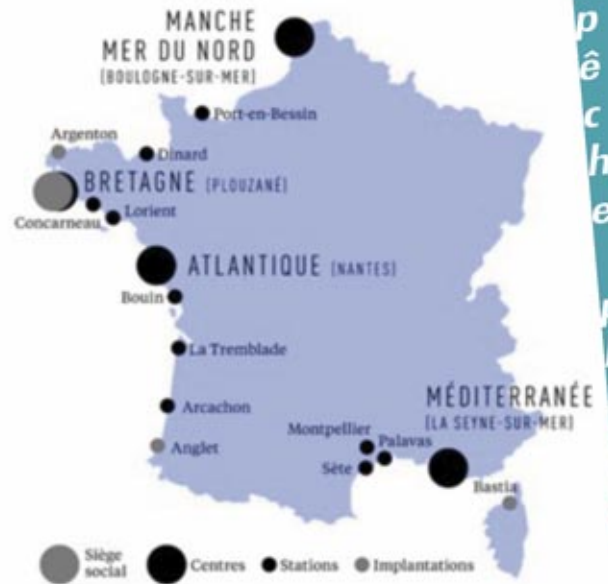 MANCHE
MER DU NORD
(BOULOGNE-SUR-MER)
Port-en-Bessin
Argenton
Dinard
BRETAGNE (PLOUZANÉ)
Concarneau
Lorient
ATLANTIQUE (NANTES)
Bouin
La Tremblade
Arcachon
Anglet
MÉDITERRANÉE
(LA SEYNE-SUR-MER)
Montpellier
Palavas
Sète
Bastia
Siège
social
Centres
Stations
Implantations
p
ê
c
h
e